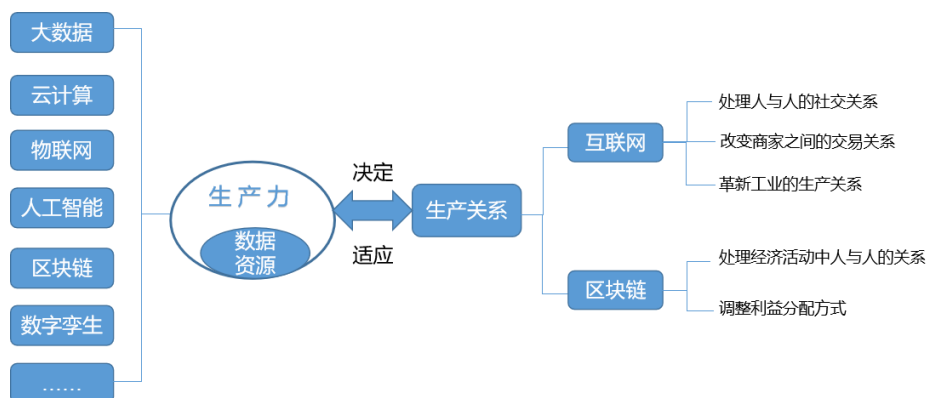 大数据
云计算
物联网
人工智能
区块链
数字孪生
……
生产力
数据
资源
决定
适应
生产关系
互联网
处理人与人的社交关系
改变商家之间的交易关系
革新工业的生产关系
区块链
处理经济活动中人与人的关系
调整利益分配方式